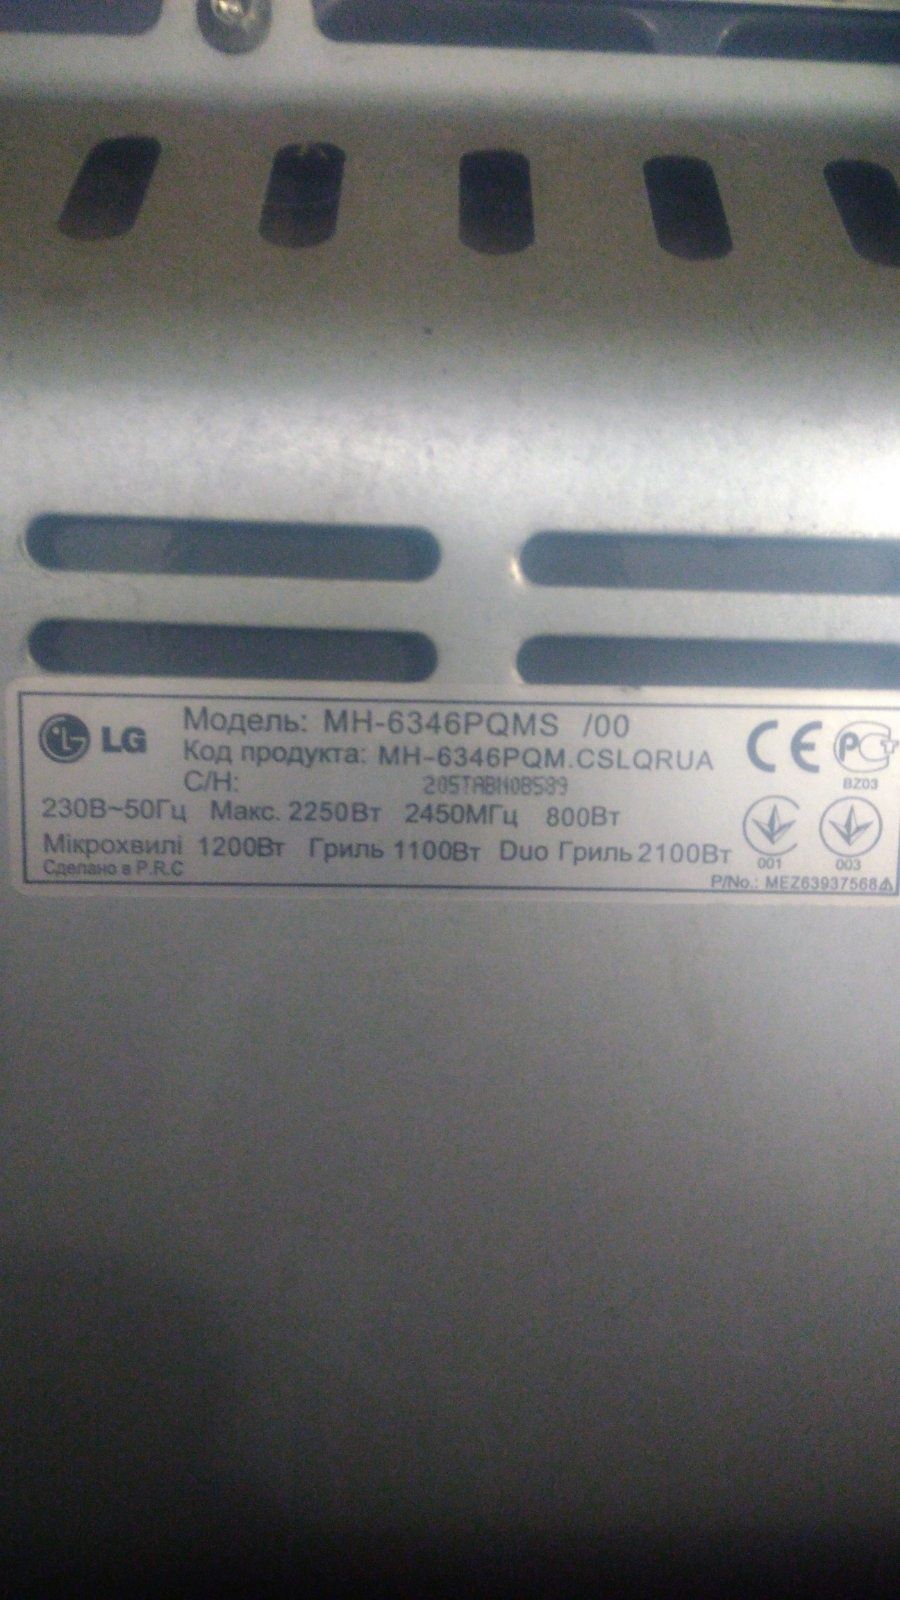 LG
Модель: MH-6346PQMS /00
Код продукта: MH-6346PQM.CSLQRUA
С/Н: 205TABH08589
230В~50Гц Макс. 2250Вт 2450МГц 800Вт
Мікрохвилі 1200Вт Гриль 1100Вт Duo Гриль 2100Вт
Сделано в P.R.C
CE
BZ03
001 003
P/No.: MEZ63937568